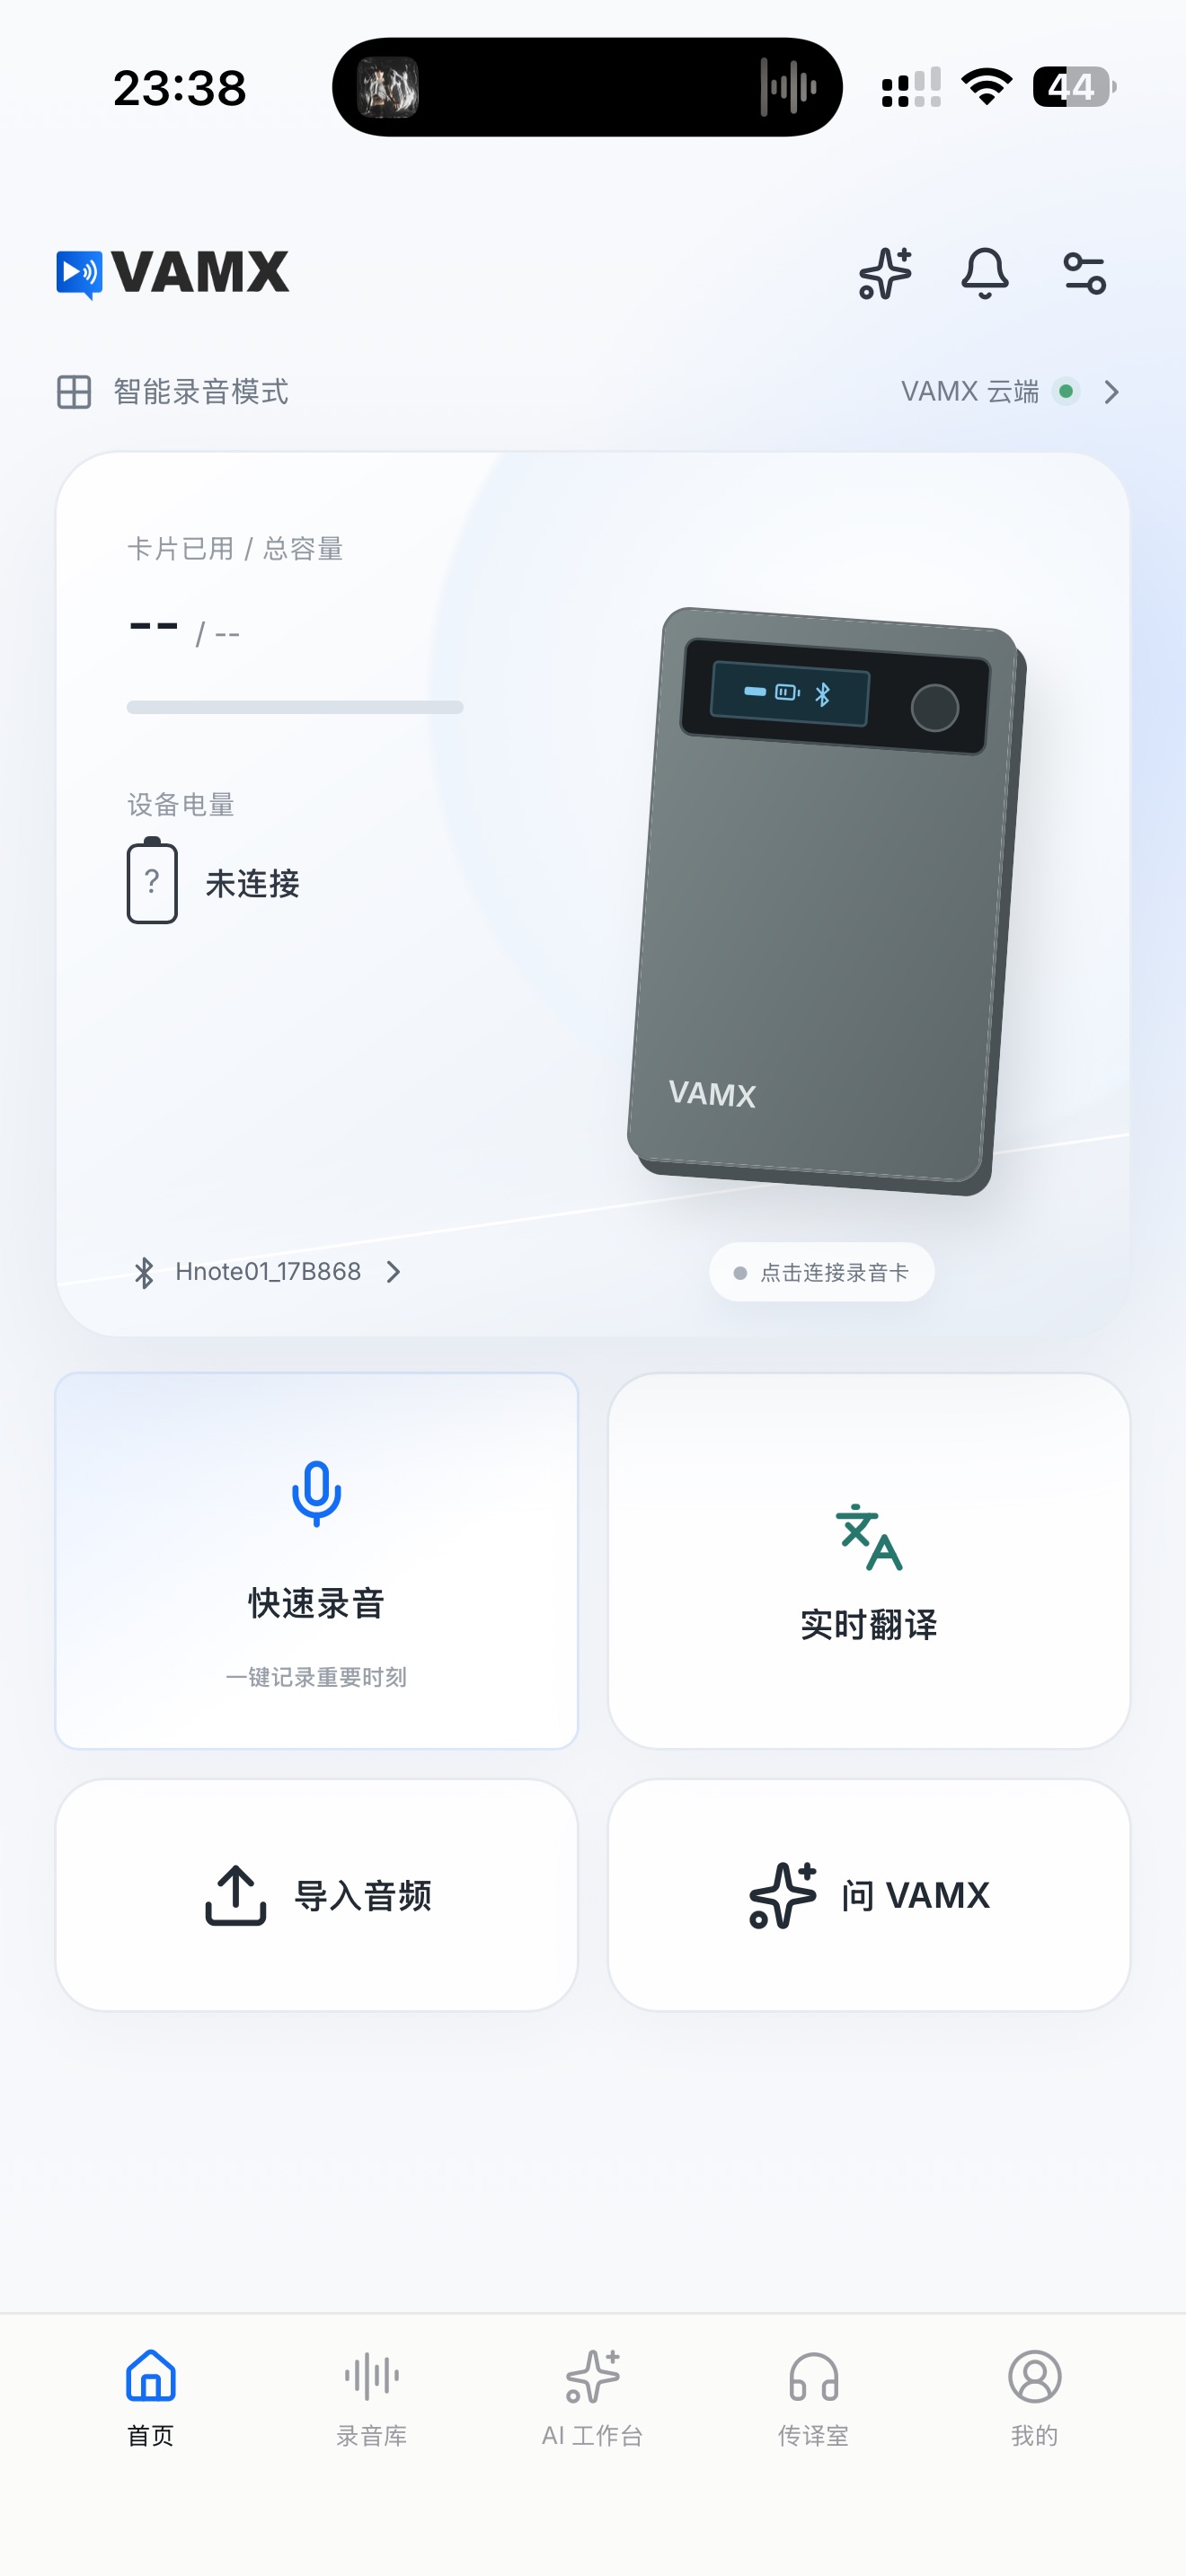 23:38
44
VAMX
智能录音模式
VAMX 云端
卡片已用 / 总容量
-- / --
设备电量
? 未连接
VAMX
Hnote01_17B868
点击连接录音卡
快速录音
一键记录重要时刻
实时翻译
导入音频
问 VAMX
首页
录音库
AI 工作台
传译室
我的